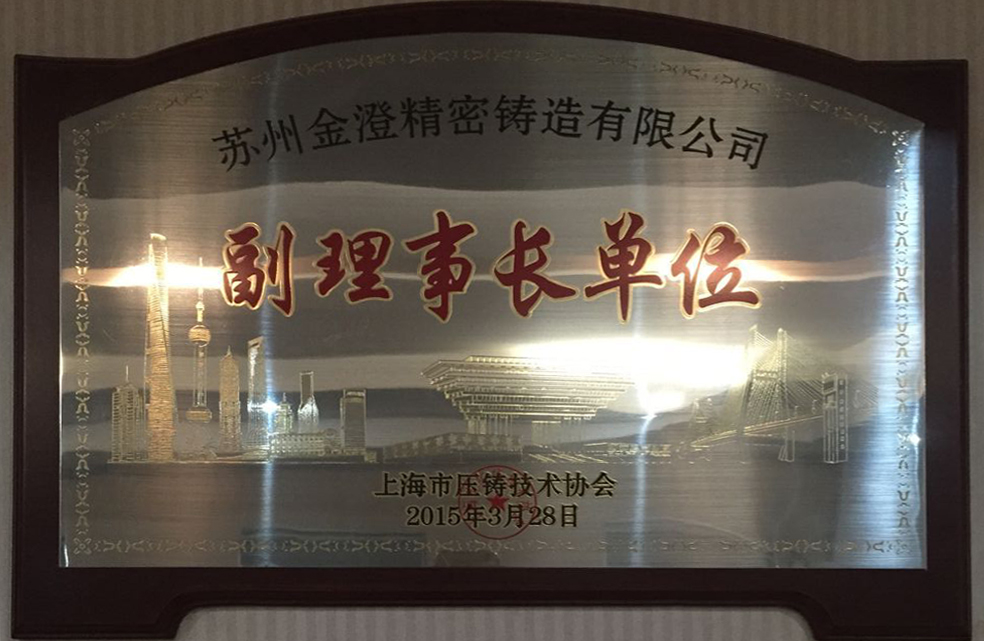 苏州金澄精密铸造有限公司
副理事长单位
上海市压铸技术协会
2015年3月28日